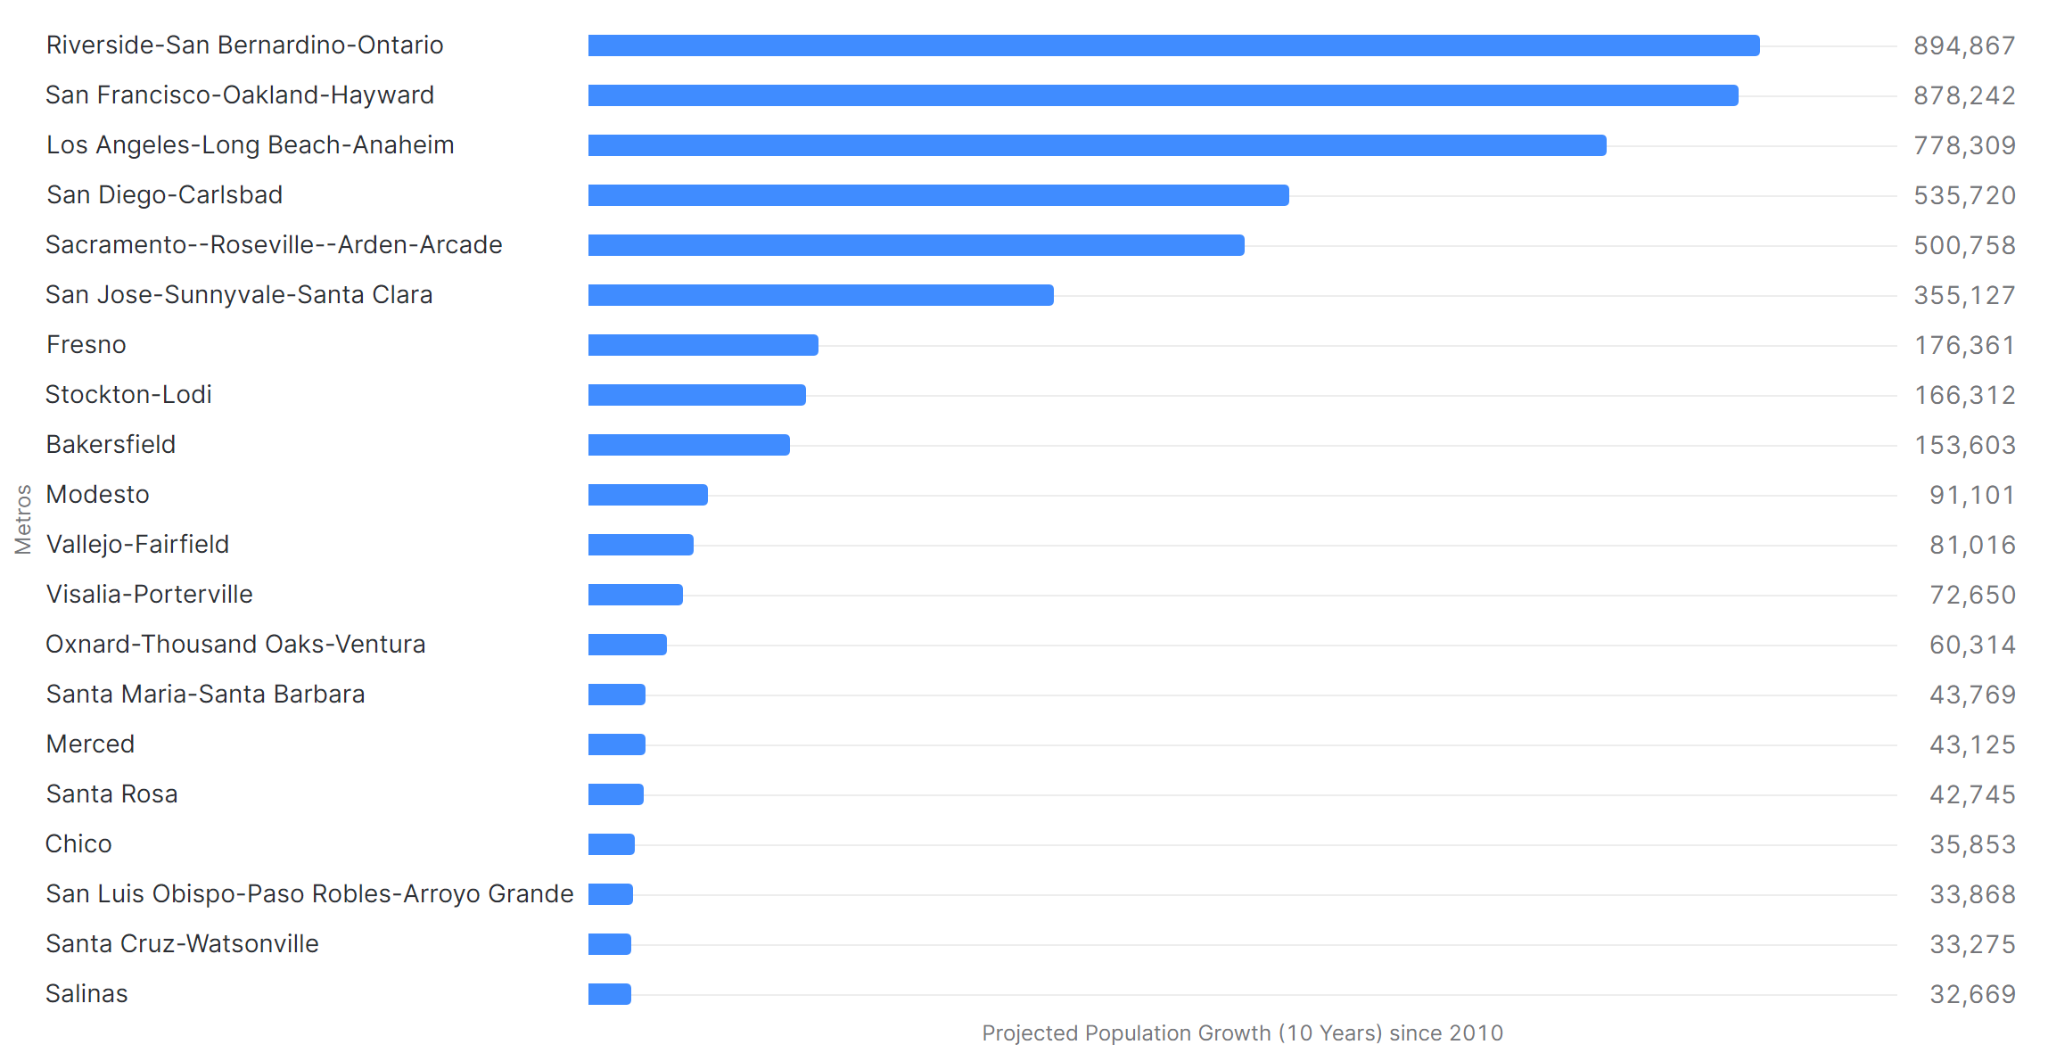 Riverside-San Bernardino-Ontario 894,867
San Francisco-Oakland-Hayward 878,242
Los Angeles-Long Beach-Anaheim 778,309
San Diego-Carlsbad 535,720
Sacramento--Roseville--Arden-Arcade 500,758
San Jose-Sunnyvale-Santa Clara 355,127
Fresno 176,361
Stockton-Lodi 166,312
Bakersfield 153,603
Modesto 91,101
Metros
Vallejo-Fairfield 81,016
Visalia-Porterville 72,650
Oxnard-Thousand Oaks-Ventura 60,314
Santa Maria-Santa Barbara 43,769
Merced 43,125
Santa Rosa 42,745
Chico 35,853
San Luis Obispo-Paso Robles-Arroyo Grande 33,868
Santa Cruz-Watsonville 33,275
Salinas 32,669
Projected Population Growth (10 Years) since 2010